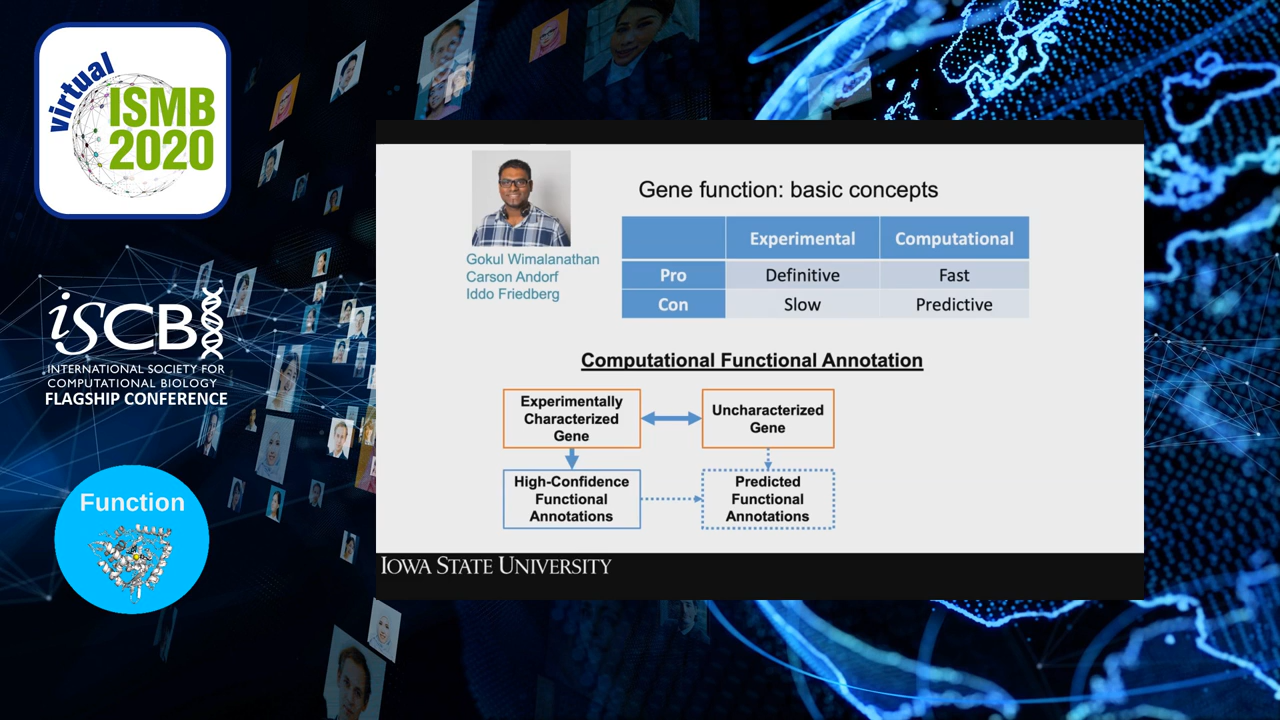 virtual
ISMB
2020
iSCB
INTERNATIONAL SOCIETY FOR
COMPUTATIONAL BIOLOGY
FLAGSHIP CONFERENCE
Function
Gokul Wimalanathan
Carson Andorf
Iddo Friedberg
Gene function: basic concepts
Experimental Computational
Pro Definitive Fast
Con Slow Predictive
Computational Functional Annotation
Experimentally
Characterized
Gene
Uncharacterized
Gene
High-Confidence
Functional
Annotations
Predicted
Functional
Annotations
IOWA STATE UNIVERSITY